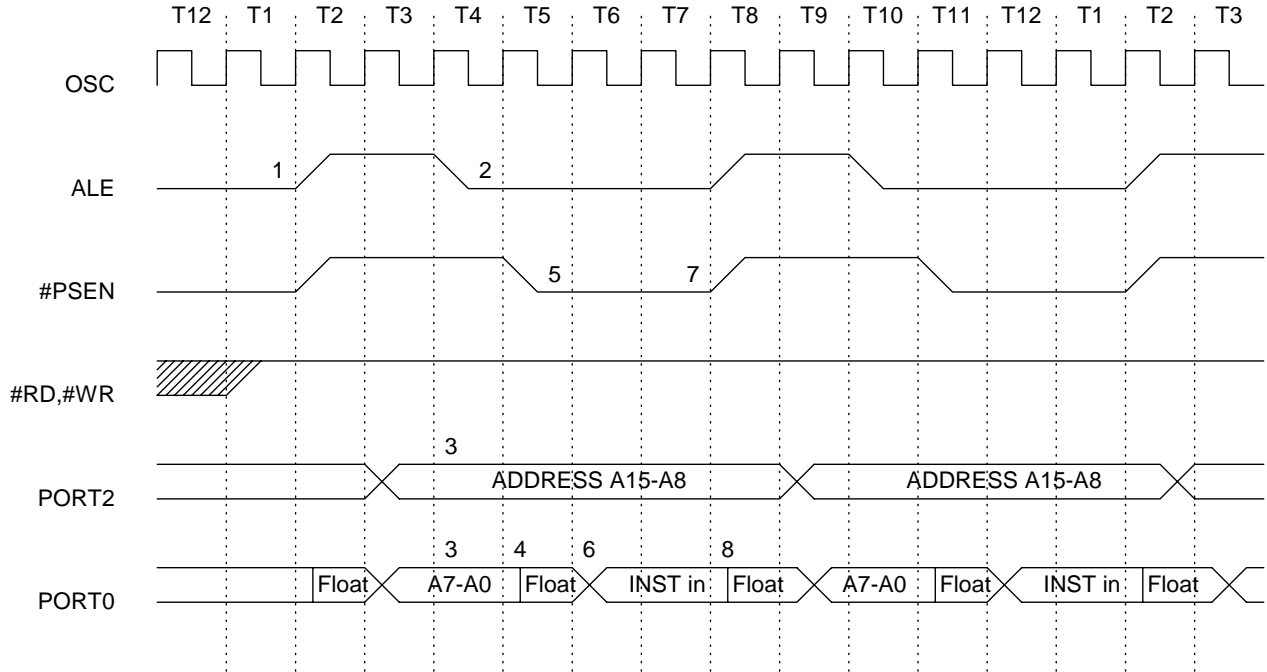 T12 T1 T2 T3 T4 T5 T6 T7 T8 T9 T10 T11 T12 T1 T2 T3
OSC
1 2
ALE
5 7
#PSEN
#RD,#WR
3
ADDRESS A15-A8 ADDRESS A15-A8
PORT2
3 4 6 8
Float A7-A0 Float INST in Float A7-A0 Float INST in Float
PORT0